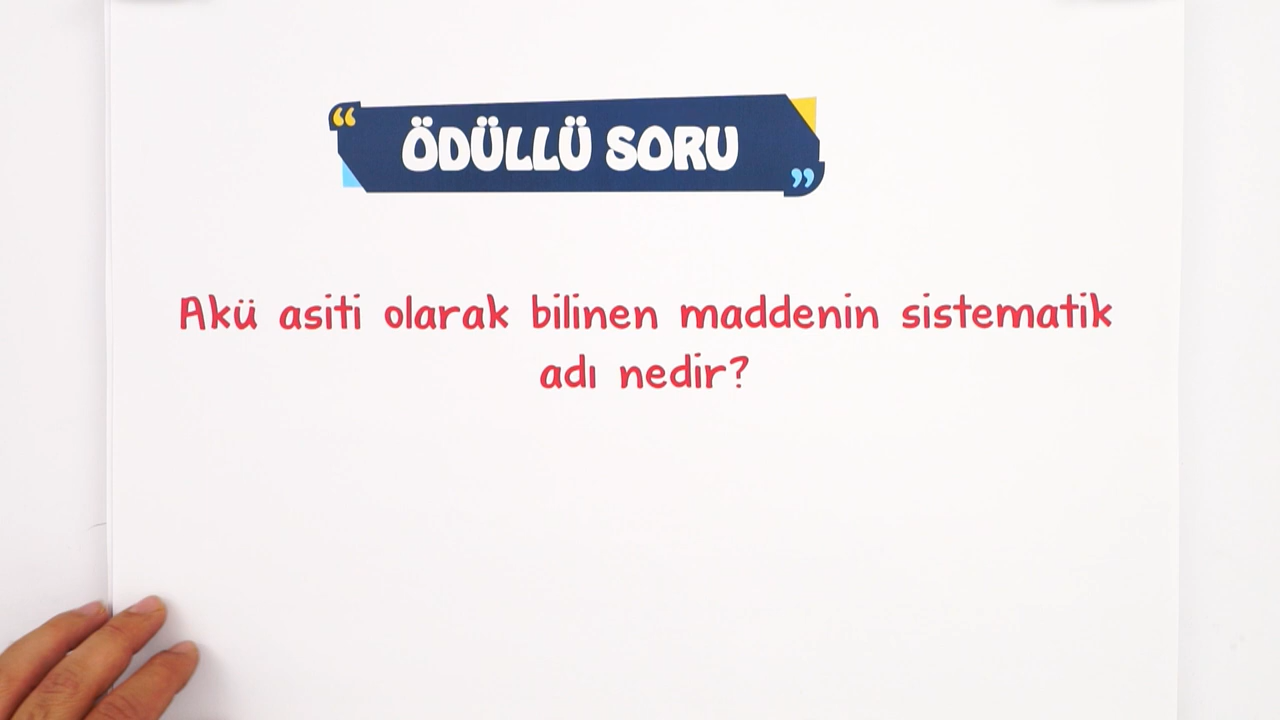 ÖDÜLLÜ SORU
Akü asiti olarak bilinen maddenin sistematik
adı nedir?